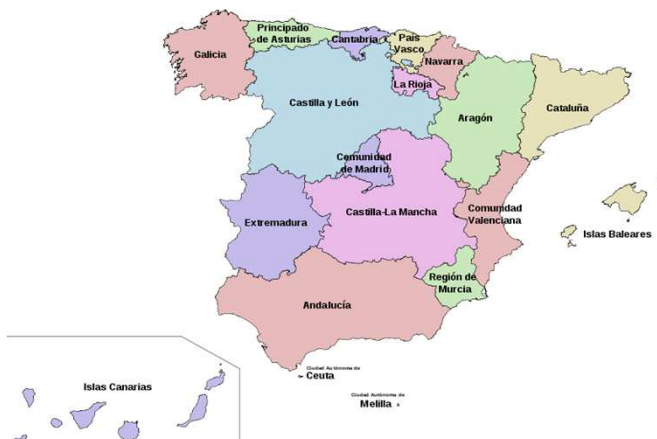 Principado
de Asturias
Cantabria
País
Vasco
Galicia
Navarra
La Rioja
Castilla y León
Aragón
Cataluña
Comunidad
de Madrid
Extremadura
Castilla-La Mancha
Comunidad
Valenciana
Islas Baleares
Región de
Murcia
Andalucía
Ciudad Autónoma de
Ceuta
Islas Canarias
Ciudad Autónoma de
Melilla